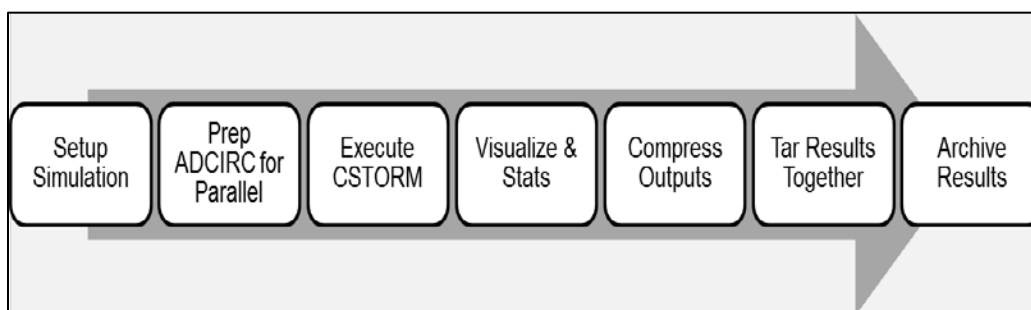 Setup
Simulation
Prep
ADCIRC for
Parallel
Execute
CSTORM
Visualize &
Stats
Compress
Outputs
Tar Results
Together
Archive
Results